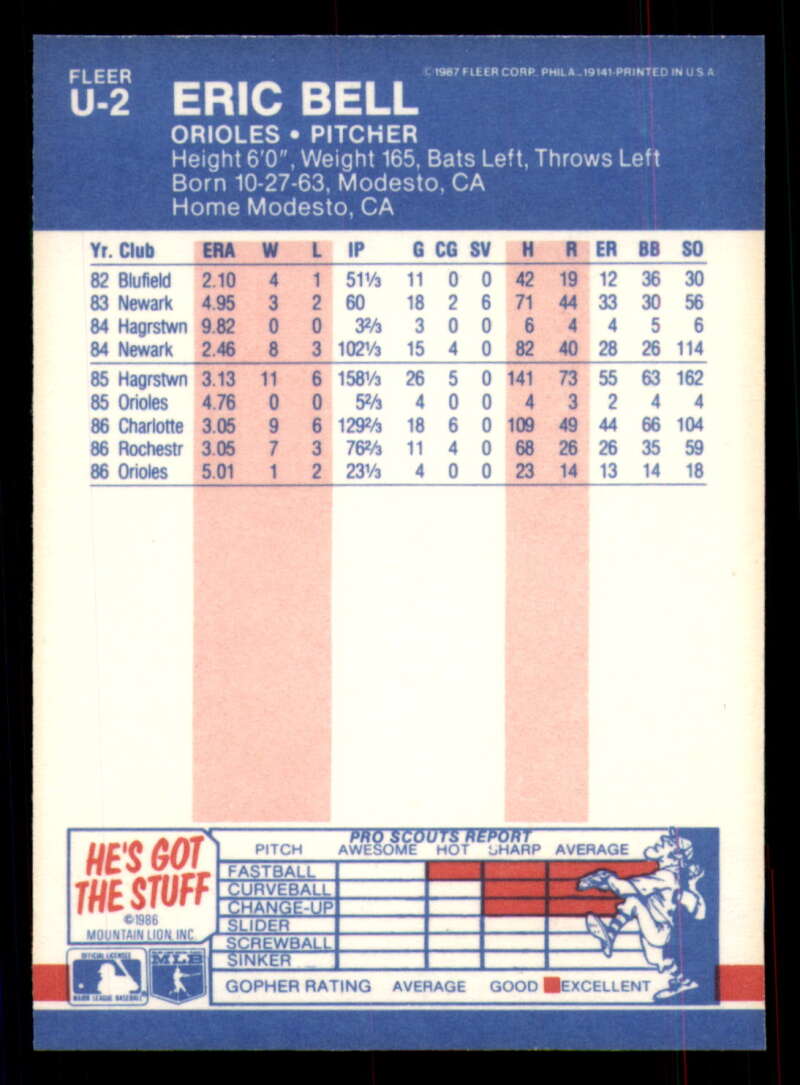 FLEER
U-2
©1987 FLEER CORP. PHILA., 19141-PRINTED IN U.S.A.
ERIC BELL
ORIOLES • PITCHER
Height 6'0", Weight 165, Bats Left, Throws Left
Born 10-27-63, Modesto, CA
Home Modesto, CA
Yr. Club ERA W L IP G CG SV H R ER BB SO
82 Blufield 2.10 4 1 51⅓ 11 0 0 42 19 12 36 30
83 Newark 4.95 3 2 60 18 2 6 71 44 33 30 56
84 Hagrstwn 9.82 0 0 3⅔ 3 0 0 6 4 4 5 6
84 Newark 2.46 8 3 102⅓ 15 4 0 82 40 28 26 114
85 Hagrstwn 3.13 11 6 158⅓ 26 5 0 141 73 55 63 162
85 Orioles 4.76 0 0 5⅔ 4 0 0 4 3 2 4 4
86 Charlotte 3.05 9 6 129⅔ 18 6 0 109 49 44 66 104
86 Rochestr 3.05 7 3 76⅔ 11 4 0 68 26 26 35 59
86 Orioles 5.01 1 2 23⅓ 4 0 0 23 14 13 14 18
HE'S GOT
THE STUFF
©1986
MOUNTAIN LION, INC.
PRO SCOUTS REPORT
PITCH AWESOME HOT SHARP AVERAGE
FASTBALL
CURVEBALL
CHANGE-UP
SLIDER
SCREWBALL
SINKER
GOPHER RATING AVERAGE GOOD EXCELLENT
OFFICIAL LICENSEE
MAJOR LEAGUE BASEBALL
MLB